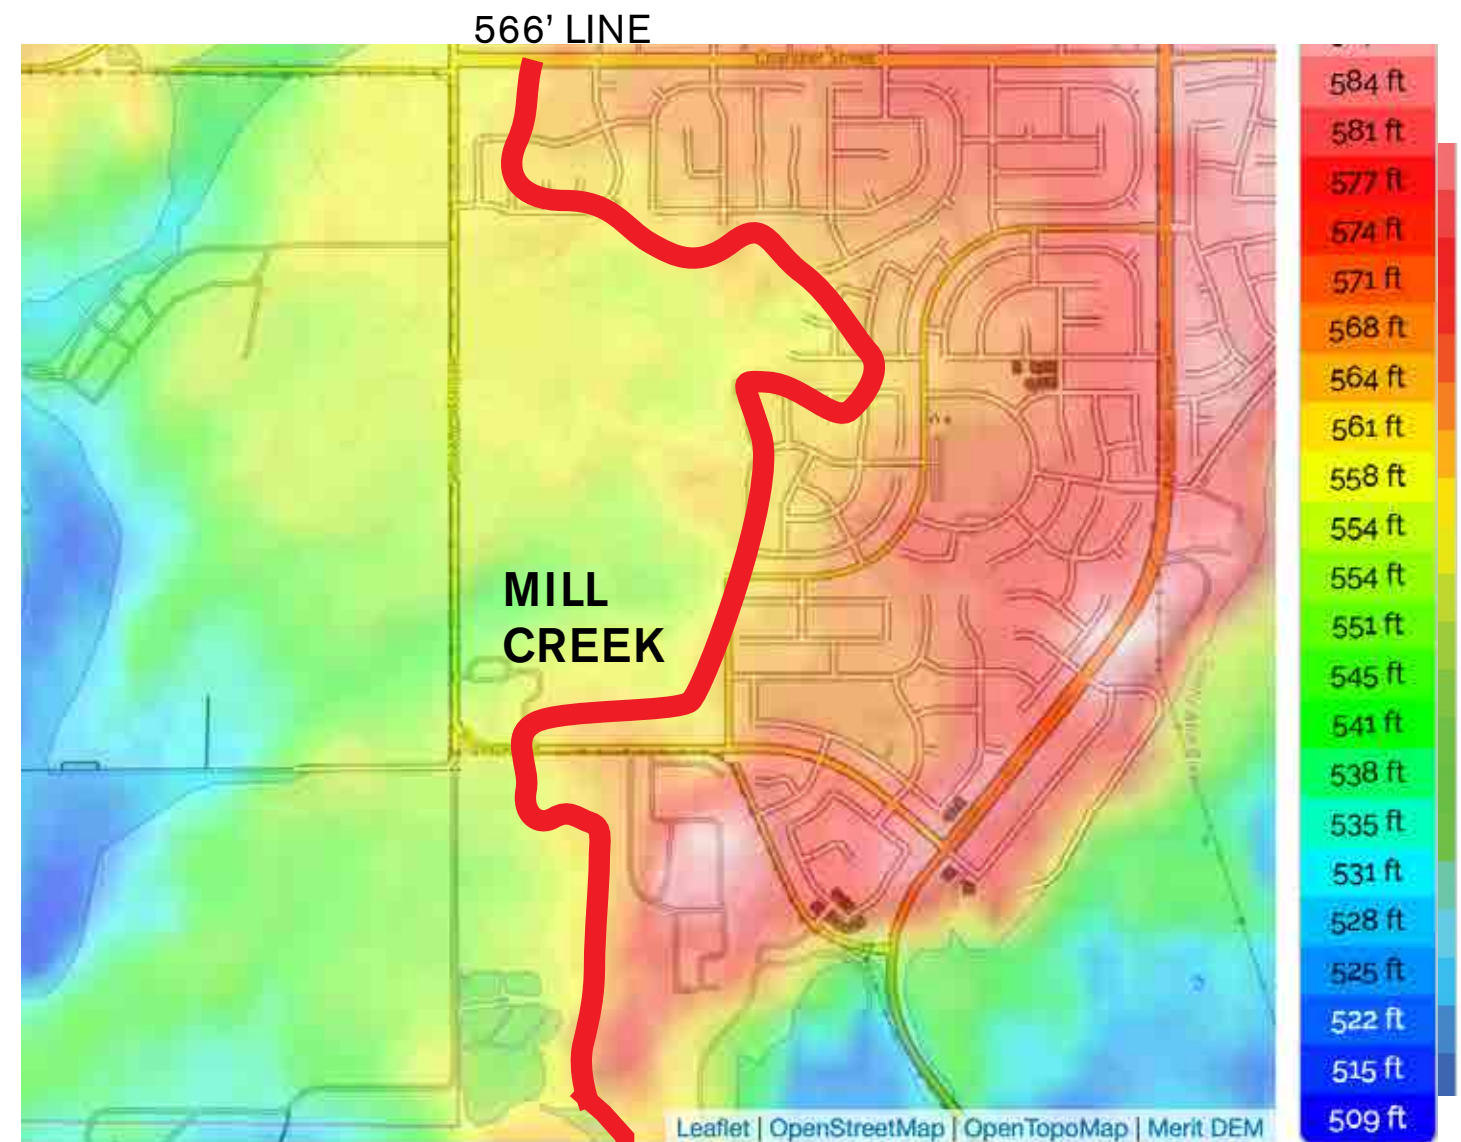 566’ LINE
584 ft
581 ft
577 ft
574 ft
571 ft
568 ft
564 ft
561 ft
558 ft
554 ft
554 ft
551 ft
545 ft
541 ft
538 ft
535 ft
531 ft
528 ft
525 ft
522 ft
515 ft
509 ft
MILL
CREEK
Leaflet | OpenStreetMap | OpenTopoMap | Merit DEM